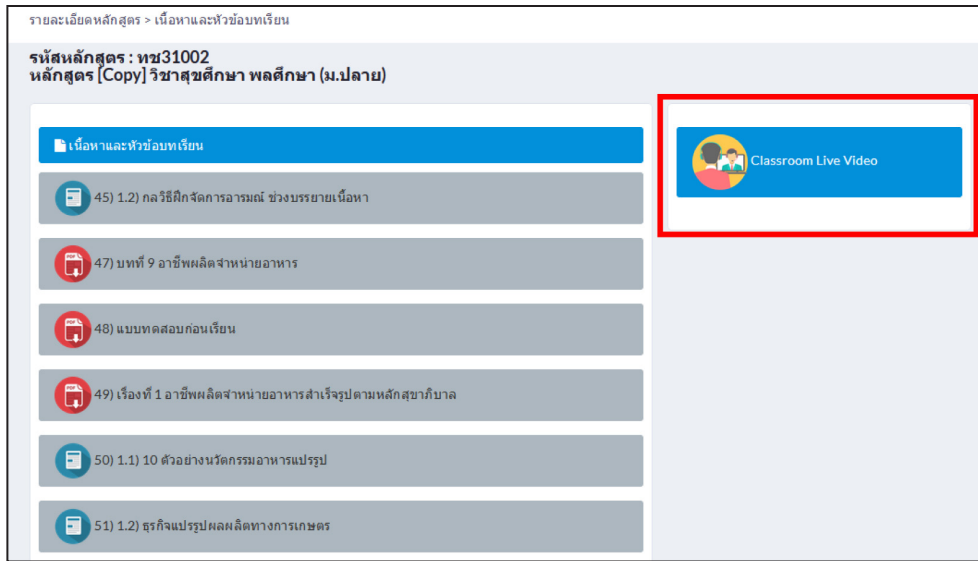 รายละเอียดหลักสูตร > เนื้อหาและหัวข้อบทเรียน
รหัสหลักสูตร : ทช31002
หลักสูตร [Copy] วิชาสุขศึกษา พลศึกษา (ม.ปลาย)
เนื้อหาและหัวข้อบทเรียน
45) 1.2) กลวิธีฝึกจัดการอารมณ์ ช่วงบรรยายเนื้อหา
47) บทที่ 9 อาชีพผลิตจำหน่ายอาหาร
48) แบบทดสอบก่อนเรียน
49) เรื่องที่ 1 อาชีพผลิตจำหน่ายอาหารสำเร็จรูปตามหลักสุขาภิบาล
50) 1.1) 10 ตัวอย่างนวัตกรรมอาหารแปรรูป
51) 1.2) ธุรกิจแปรรูปผลผลิตทางการเกษตร
Classroom Live Video